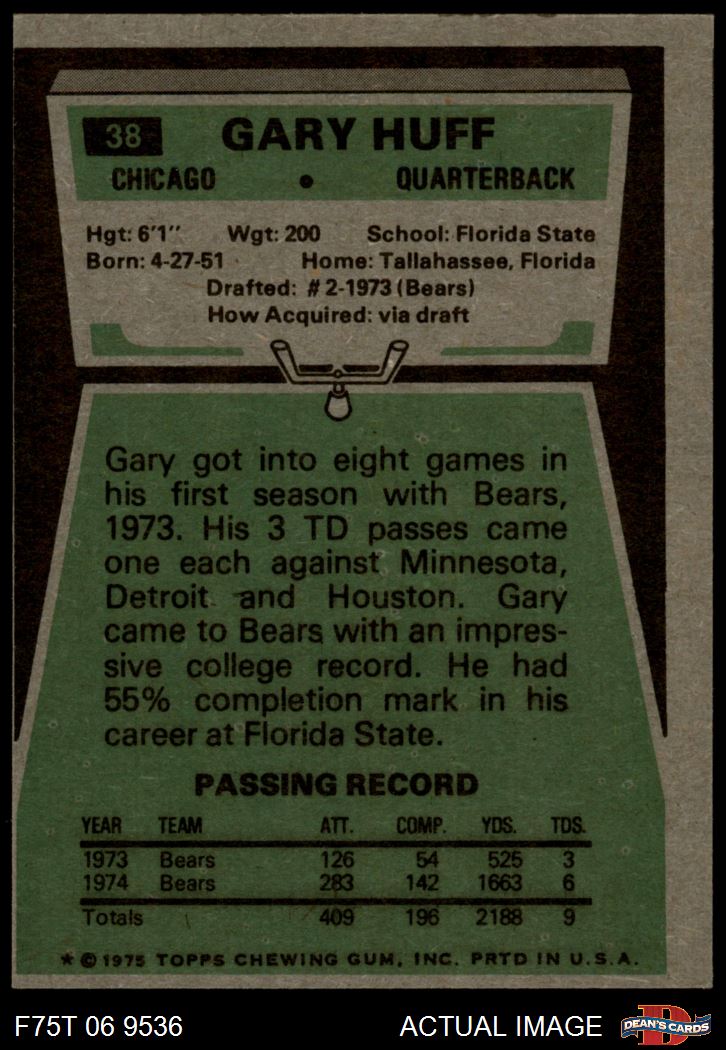 38 GARY HUFF
CHICAGO • QUARTERBACK
Hgt: 6'1'' Wgt: 200 School: Florida State
Born: 4-27-51 Home: Tallahassee, Florida
Drafted: #2-1973 (Bears)
How Acquired: via draft
Gary got into eight games in
his first season with Bears,
1973. His 3 TD passes came
one each against Minnesota,
Detroit and Houston. Gary
came to Bears with an impres-
sive college record. He had
55% completion mark in his
career at Florida State.
PASSING RECORD
YEAR TEAM ATT. COMP. YDS. TDS.
1973 Bears 126 54 525 3
1974 Bears 283 142 1663 6
Totals 409 196 2188 9
* © 1975 TOPPS CHEWING GUM, INC. PRTD IN U.S.A.
F75T 06 9536 ACTUAL IMAGE D DEAN'S CARDS